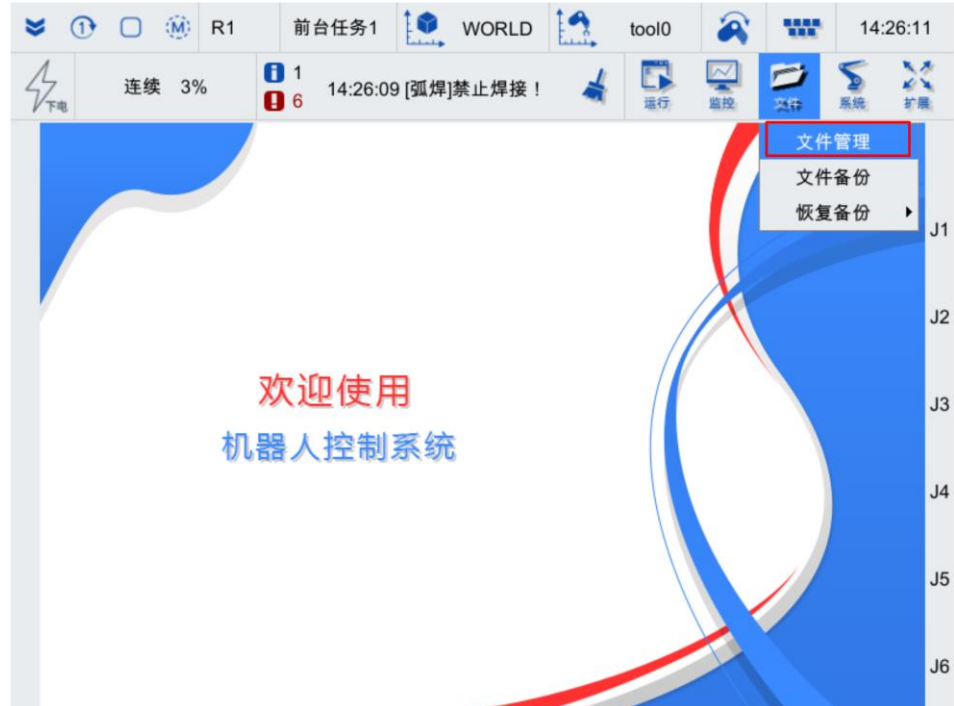 1 M R1 前台任务1 WORLD tool0 14:26:11
下电 连续 3% 1 14:26:09 [弧焊]禁止焊接！ 运行 监控 文件 系统 扩展
6
文件管理
文件备份
恢复备份
J1
J2
J3
欢迎使用
机器人控制系统
J4
J5
J6